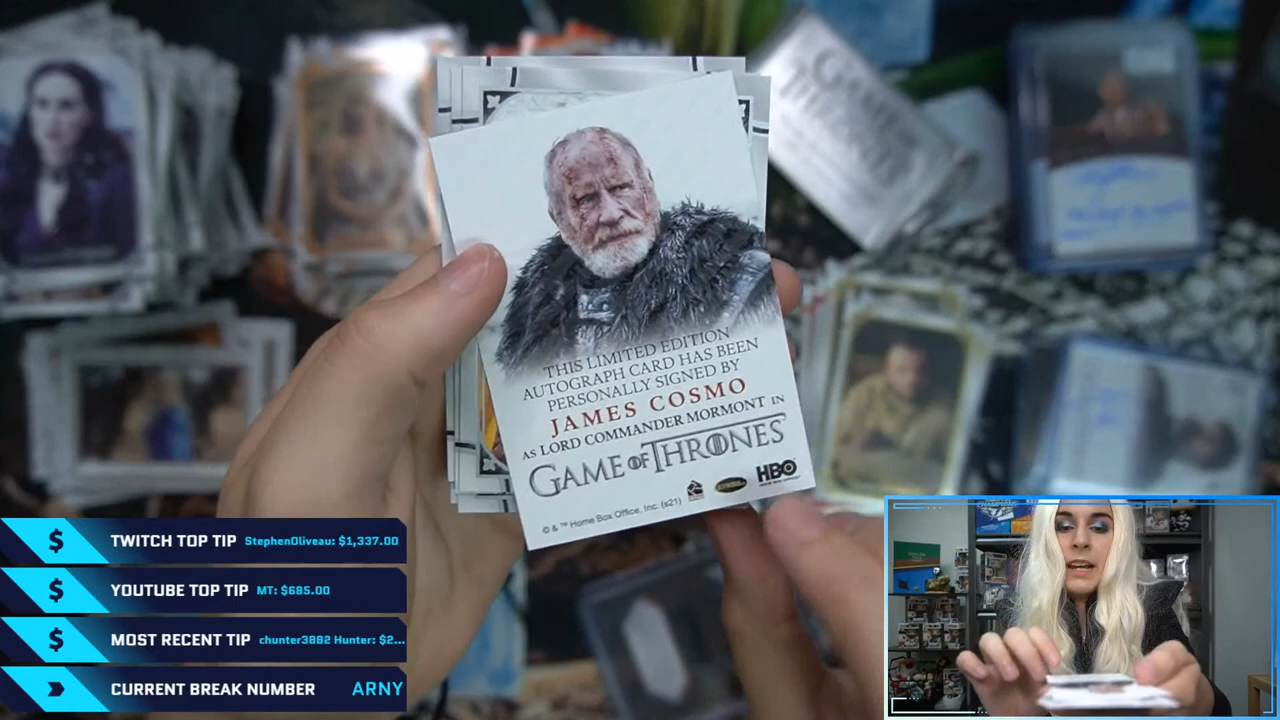 THIS LIMITED EDITION
AUTOGRAPH CARD HAS BEEN
PERSONALLY SIGNED BY
JAMES COSMO
AS LORD COMMANDER MORMONT IN
GAME OF THRONES
HBO
© & ™ Home Box Office, Inc. (s21)
TWITCH TOP TIP StephenOliveau: $1,337.00
YOUTUBE TOP TIP MT: $685.00
MOST RECENT TIP chunter3882 Hunter: $2...
CURRENT BREAK NUMBER ARNY